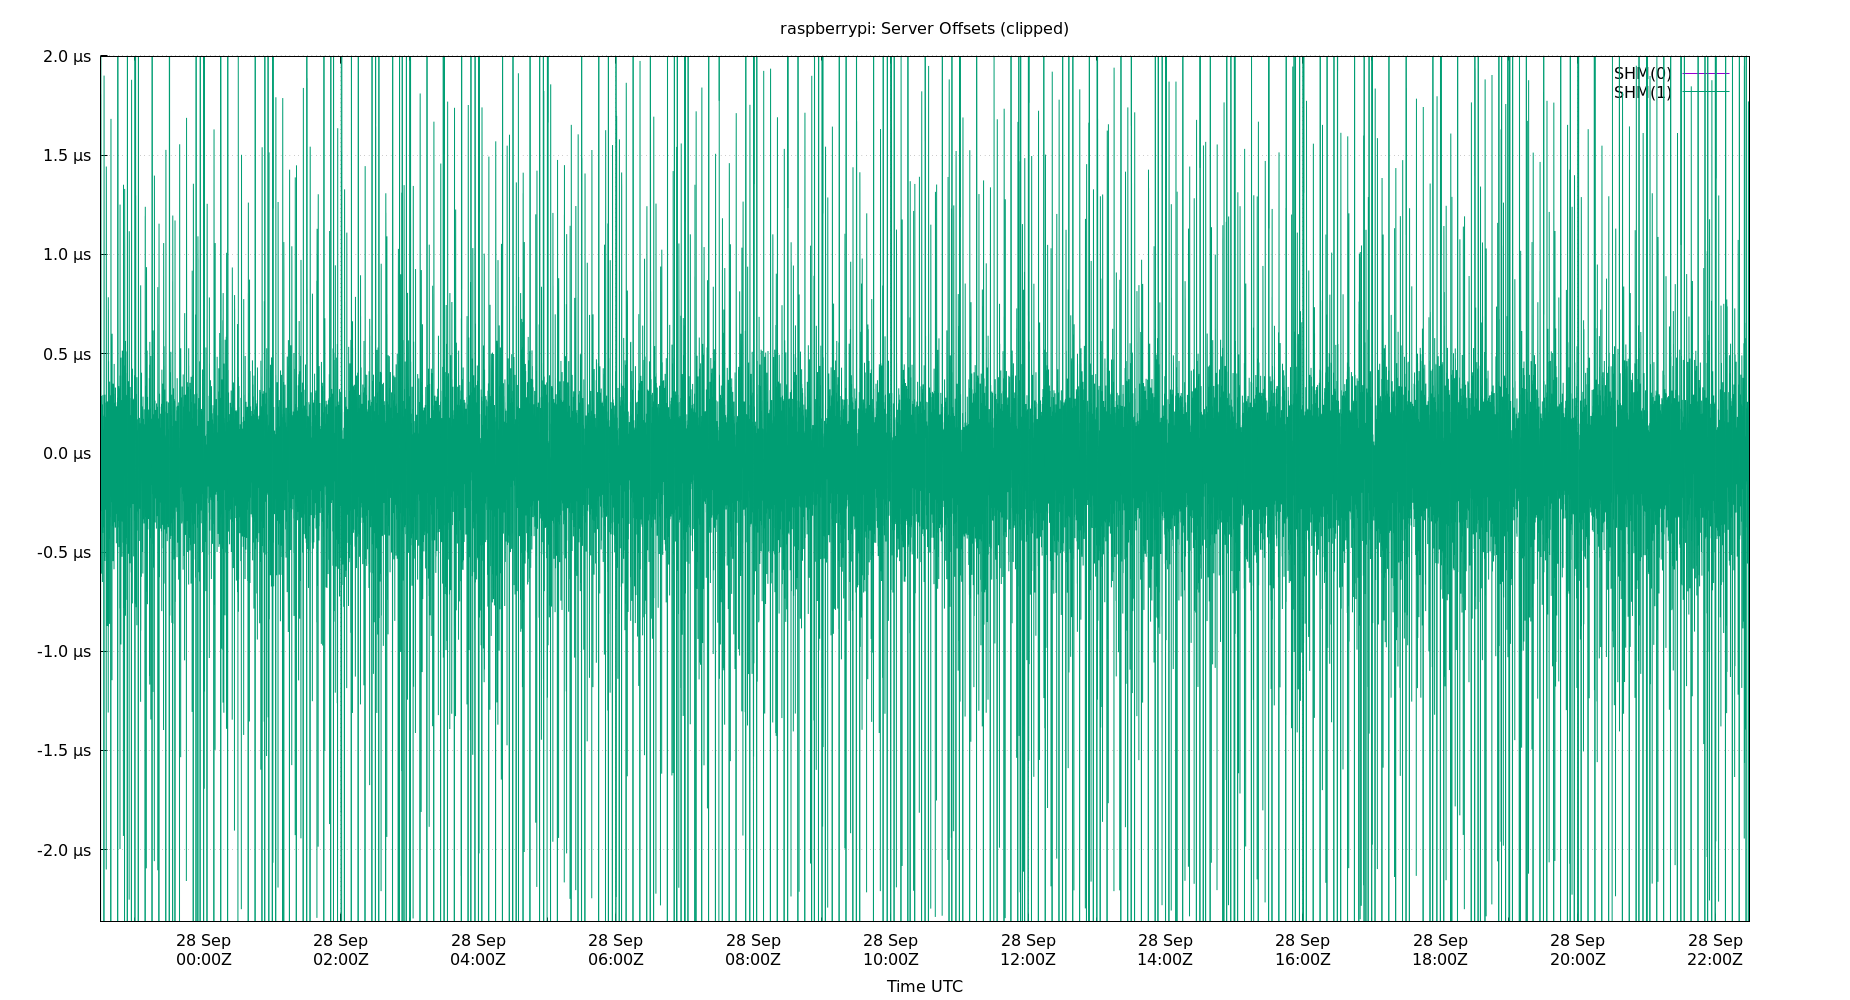 raspberrypi: Server Offsets (clipped)
2.0 µs
SHM(0)
SHM(1)
1.5 µs
1.0 µs
0.5 µs
0.0 µs
-0.5 µs
-1.0 µs
-1.5 µs
-2.0 µs
28 Sep 28 Sep 28 Sep 28 Sep 28 Sep 28 Sep 28 Sep 28 Sep 28 Sep 28 Sep 28 Sep 28 Sep
00:00Z 02:00Z 04:00Z 06:00Z 08:00Z 10:00Z 12:00Z 14:00Z 16:00Z 18:00Z 20:00Z 22:00Z
Time UTC